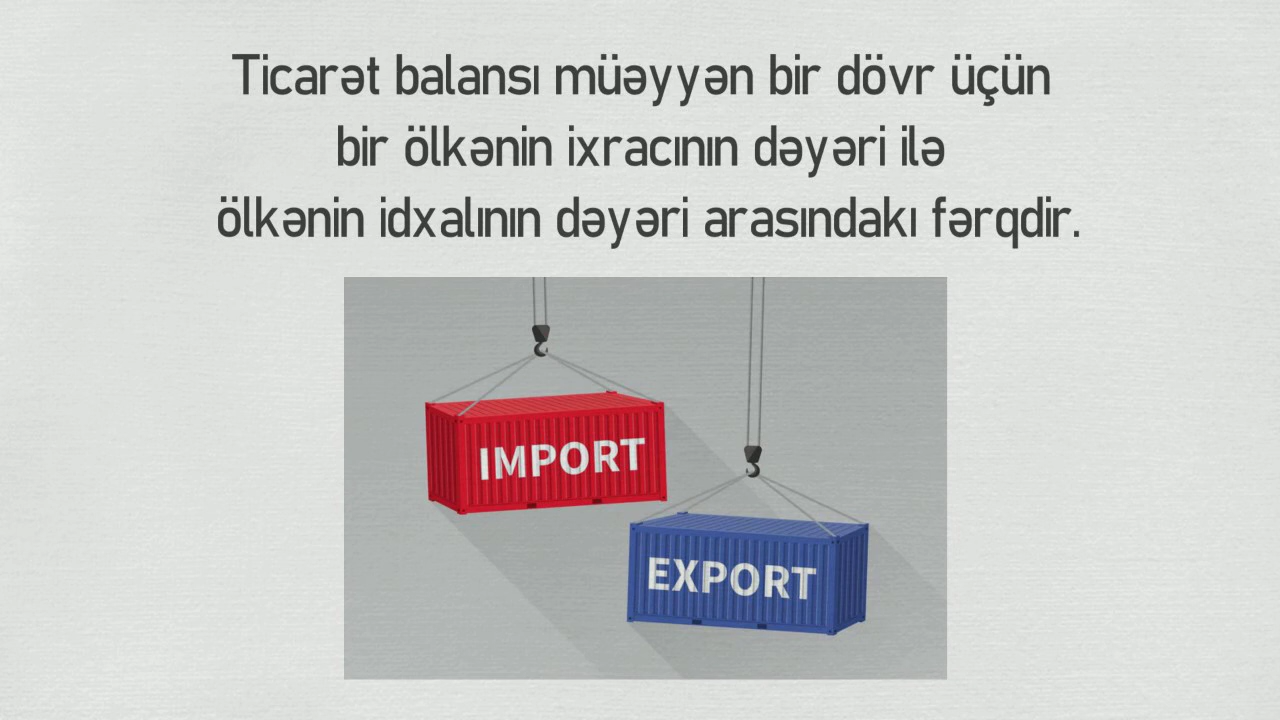 Ticarət balansı müəyyən bir dövr üçün
bir ölkənin ixracının dəyəri ilə
ölkənin idxalının dəyəri arasındakı fərqdir.
IMPORT
EXPORT